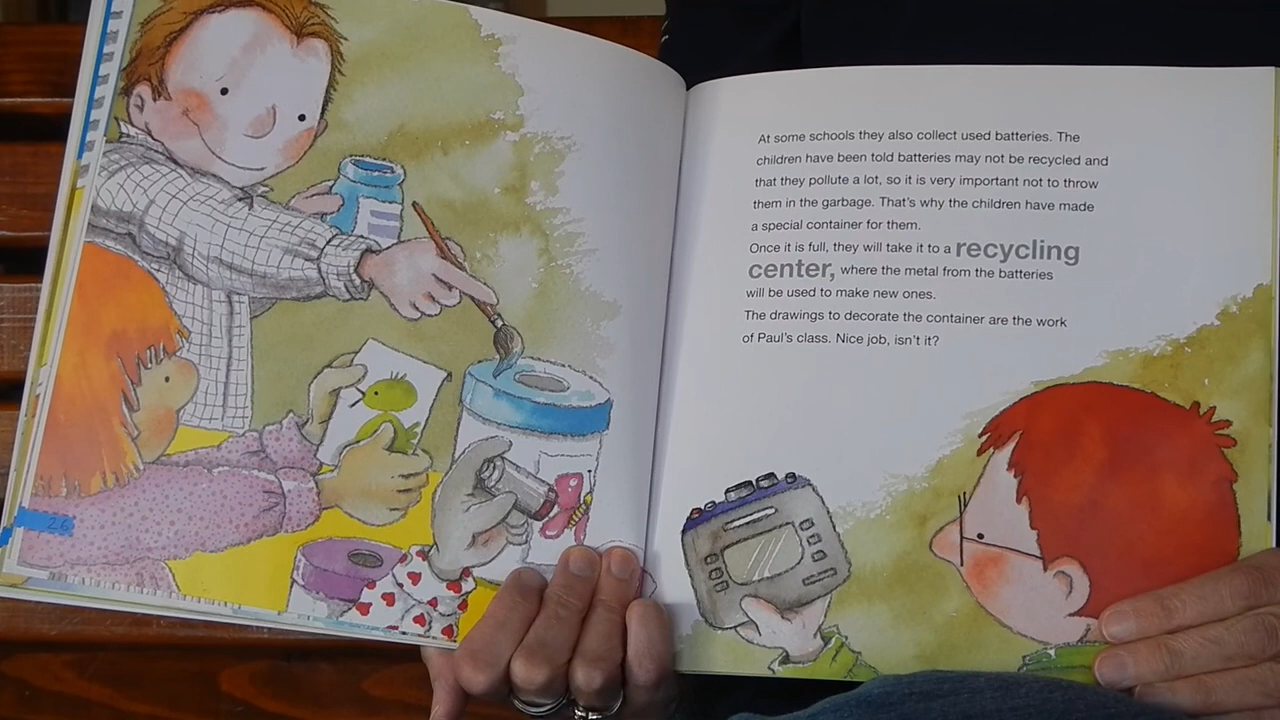 At some schools they also collect used batteries. The
children have been told batteries may not be recycled and
that they pollute a lot, so it is very important not to throw
them in the garbage. That's why the children have made
a special container for them.
Once it is full, they will take it to a recycling
center, where the metal from the batteries
will be used to make new ones.
The drawings to decorate the container are the work
of Paul's class. Nice job, isn't it?
26